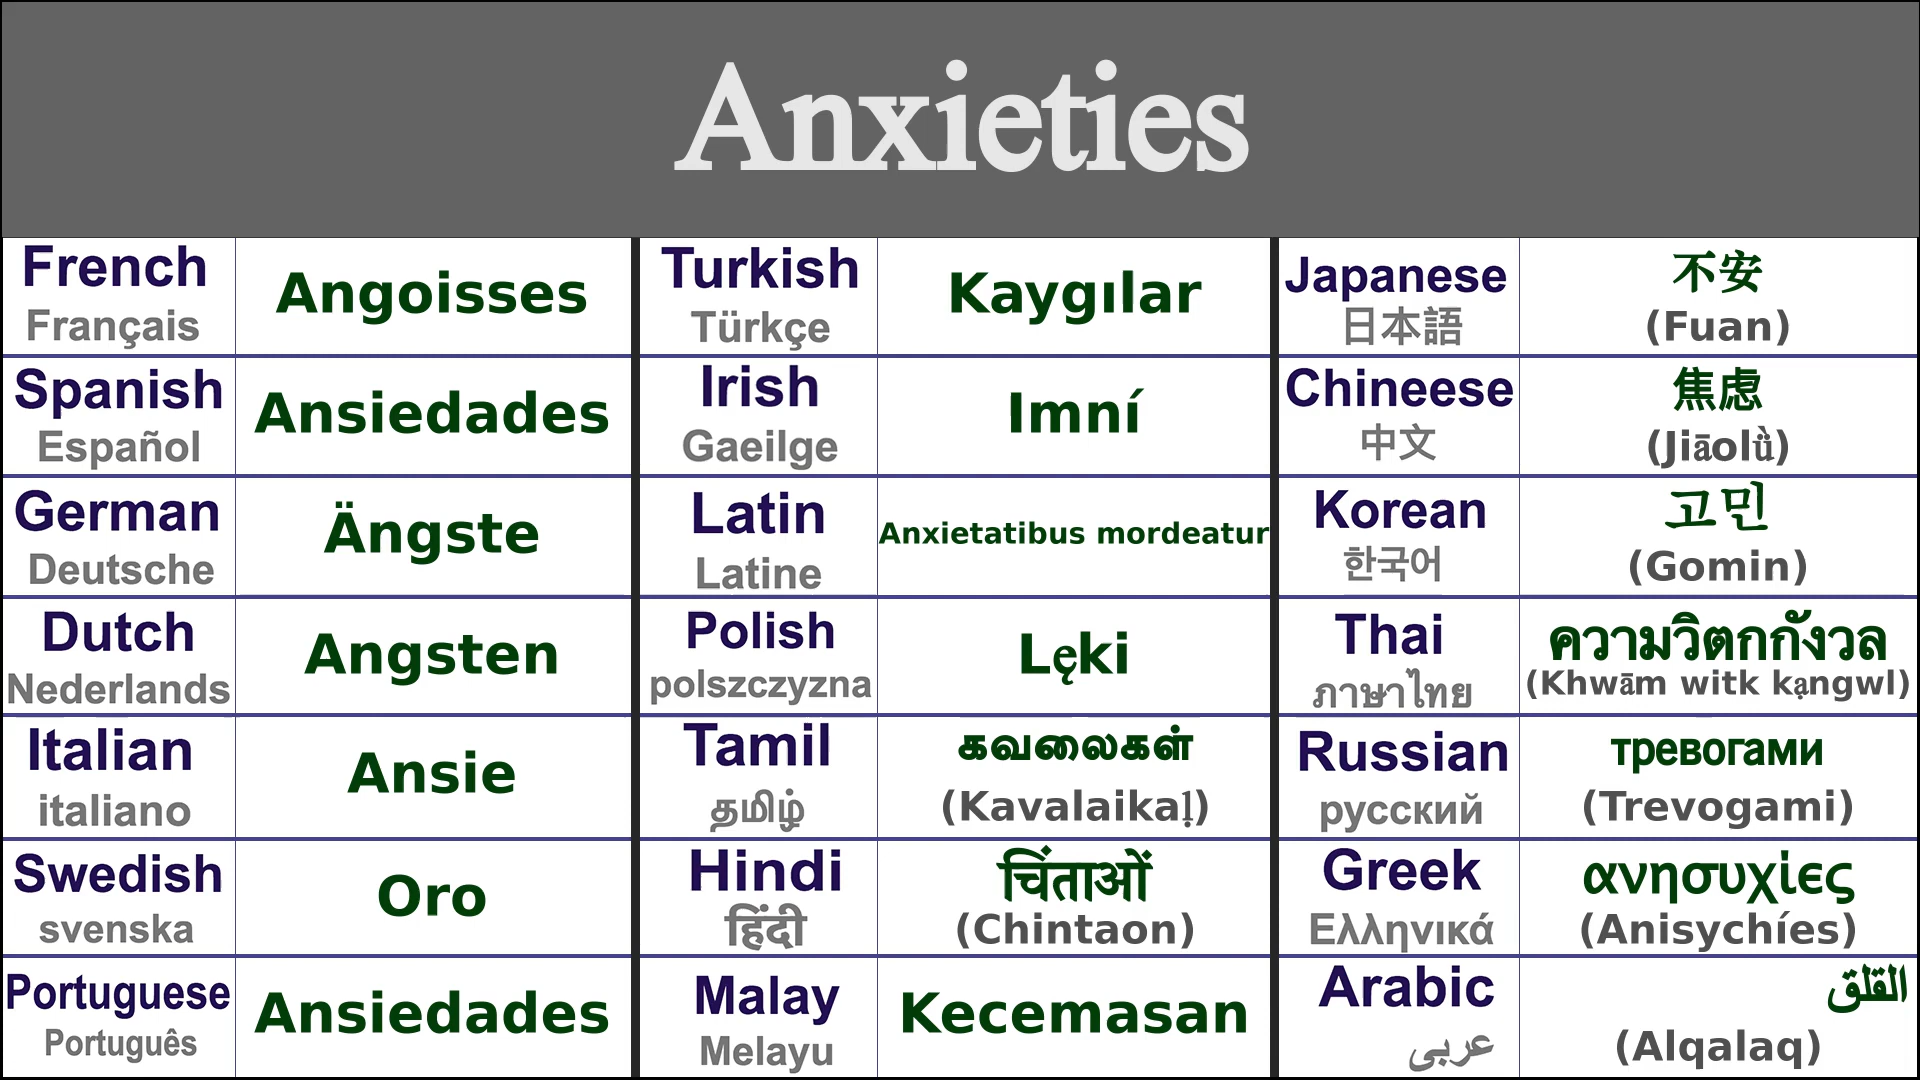 Anxieties
French
Français
Angoisses
Turkish
Türkçe
Kaygılar
Japanese
日本語
不安
(Fuan)
Spanish
Español
Ansiedades
Irish
Gaeilge
Imní
Chineese
中文
焦虑
(Jiāolǜ)
German
Deutsche
Ängste
Latin
Latine
Anxietatibus mordeatur
Korean
한국어
고민
(Gomin)
Dutch
Nederlands
Angsten
Polish
polszczyzna
Lęki
Thai
ภาษาไทย
ความวิตกกังวล
(Khwām witk kạngwl)
Italian
italiano
Ansie
Tamil
தமிழ்
கவலைகள்
(Kavalaikaḷ)
Russian
русский
тревогами
(Trevogami)
Swedish
svenska
Oro
Hindi
हिंदी
चिंताओं
(Chintaon)
Greek
Ελληνικά
ανησυχίες
(Anisychíes)
Portuguese
Português
Ansiedades
Malay
Melayu
Kecemasan
Arabic
عربى
القلق
(Alqalaq)